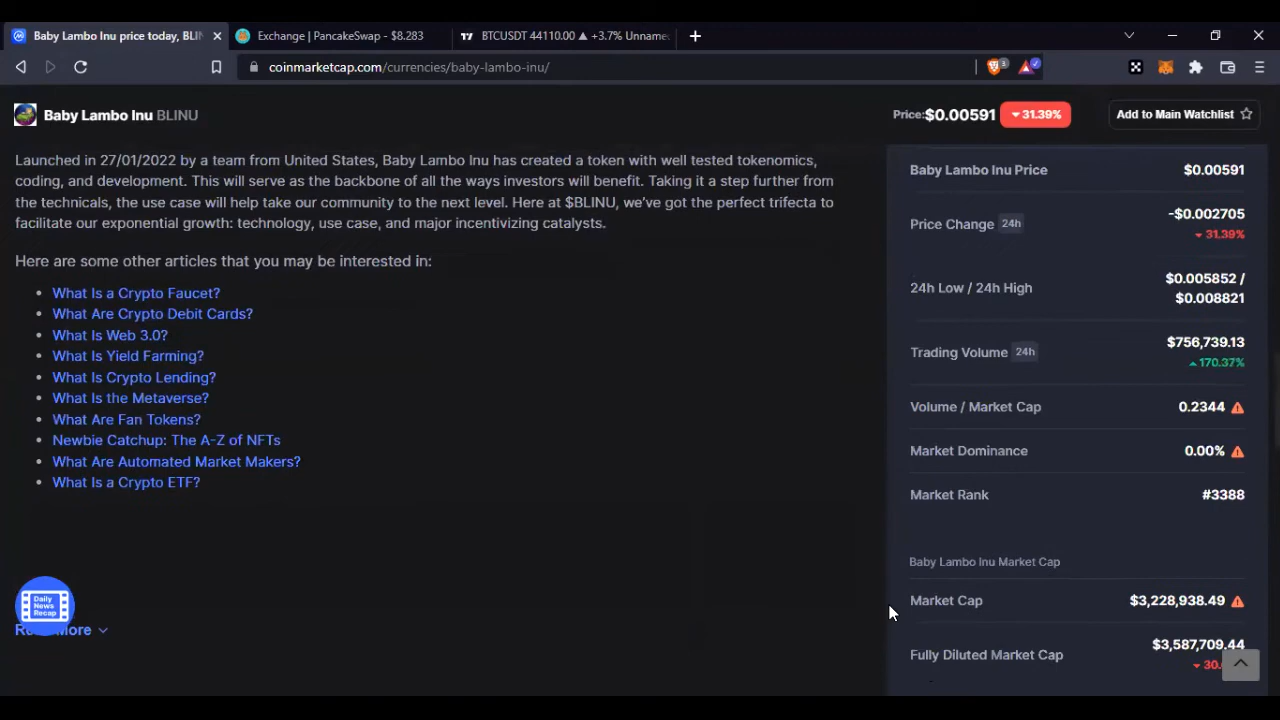 Baby Lambo Inu price today, BLIN
Exchange | PancakeSwap - $8.283
BTCUSDT 44110.00 ▲ +3.7% Unname
coinmarketcap.com/currencies/baby-lambo-inu/
Baby Lambo Inu BLINU
Price:$0.00591 31.39%
Add to Main Watchlist
Launched in 27/01/2022 by a team from United States, Baby Lambo Inu has created a token with well tested tokenomics,
coding, and development. This will serve as the backbone of all the ways investors will benefit. Taking it a step further from
the technicals, the use case will help take our community to the next level. Here at $BLINU, we've got the perfect trifecta to
facilitate our exponential growth: technology, use case, and major incentivizing catalysts.
Here are some other articles that you may be interested in:
• What Is a Crypto Faucet?
• What Are Crypto Debit Cards?
• What Is Web 3.0?
• What Is Yield Farming?
• What Is Crypto Lending?
• What Is the Metaverse?
• What Are Fan Tokens?
• Newbie Catchup: The A-Z of NFTs
• What Are Automated Market Makers?
• What Is a Crypto ETF?
Daily
News
Recap
More
Baby Lambo Inu Price $0.00591
Price Change 24h -$0.002705
31.39%
24h Low / 24h High $0.005852 /
$0.008821
Trading Volume 24h $756,739.13
170.37%
Volume / Market Cap 0.2344
Market Dominance 0.00%
Market Rank #3388
Baby Lambo Inu Market Cap
Market Cap $3,228,938.49
Fully Diluted Market Cap $3,587,709.44